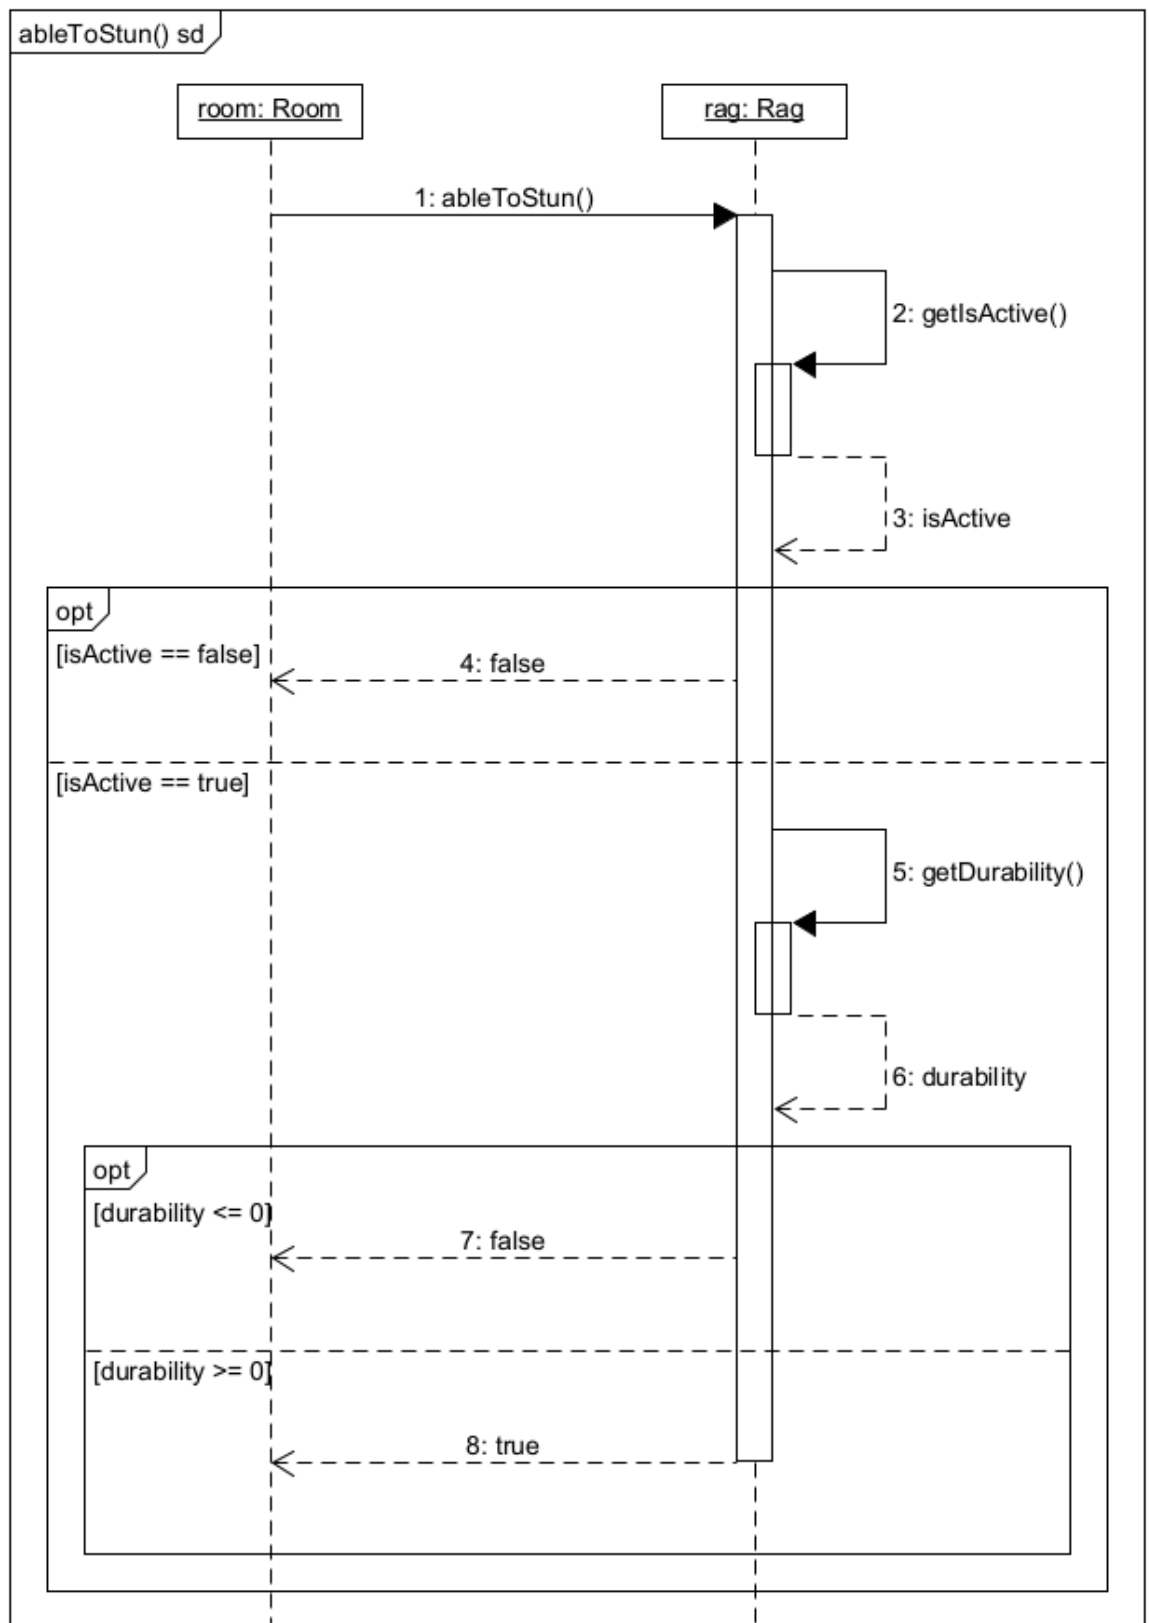 ableToStun() sd
room: Room
rag: Rag
1: ableToStun()
2: getIsActive()
3: isActive
opt
[isActive == false]
4: false
[isActive == true]
5: getDurability()
6: durability
opt
[durability <= 0]
7: false
[durability >= 0]
8: true